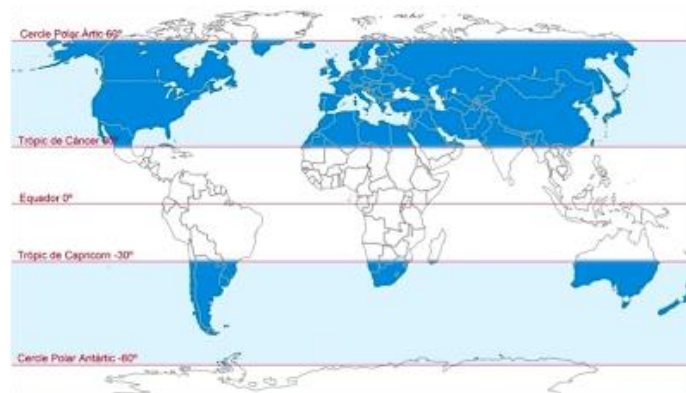 Cercle Polar Àrtic 60º
Tròpic de Càncer
Equador 0º
Tròpic de Capricorn -30º
Cercle Polar Antàrtic -60º